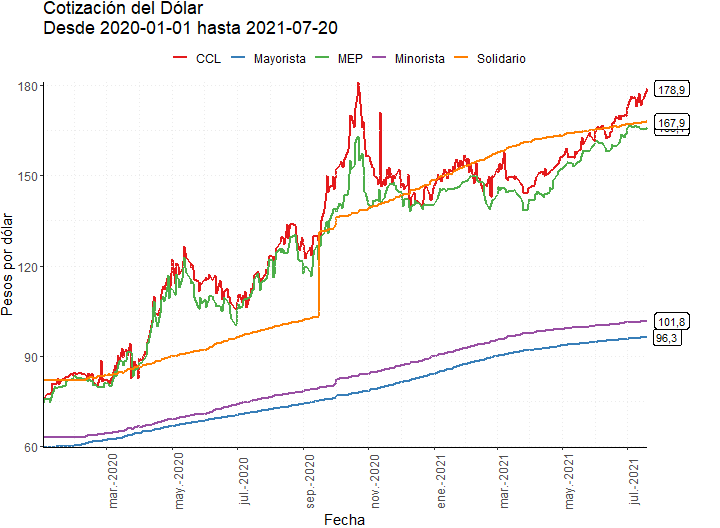 Cotización del Dólar
Desde 2020-01-01 hasta 2021-07-20
CCL Mayorista MEP Minorista Solidario
Pesos por dólar
180
150
120
90
60
178,9
167,9
101,8
96,3
mar.-2020
may.-2020
jul.-2020
sep.-2020
nov.-2020
ene.-2021
mar.-2021
may.-2021
jul.-2021
Fecha